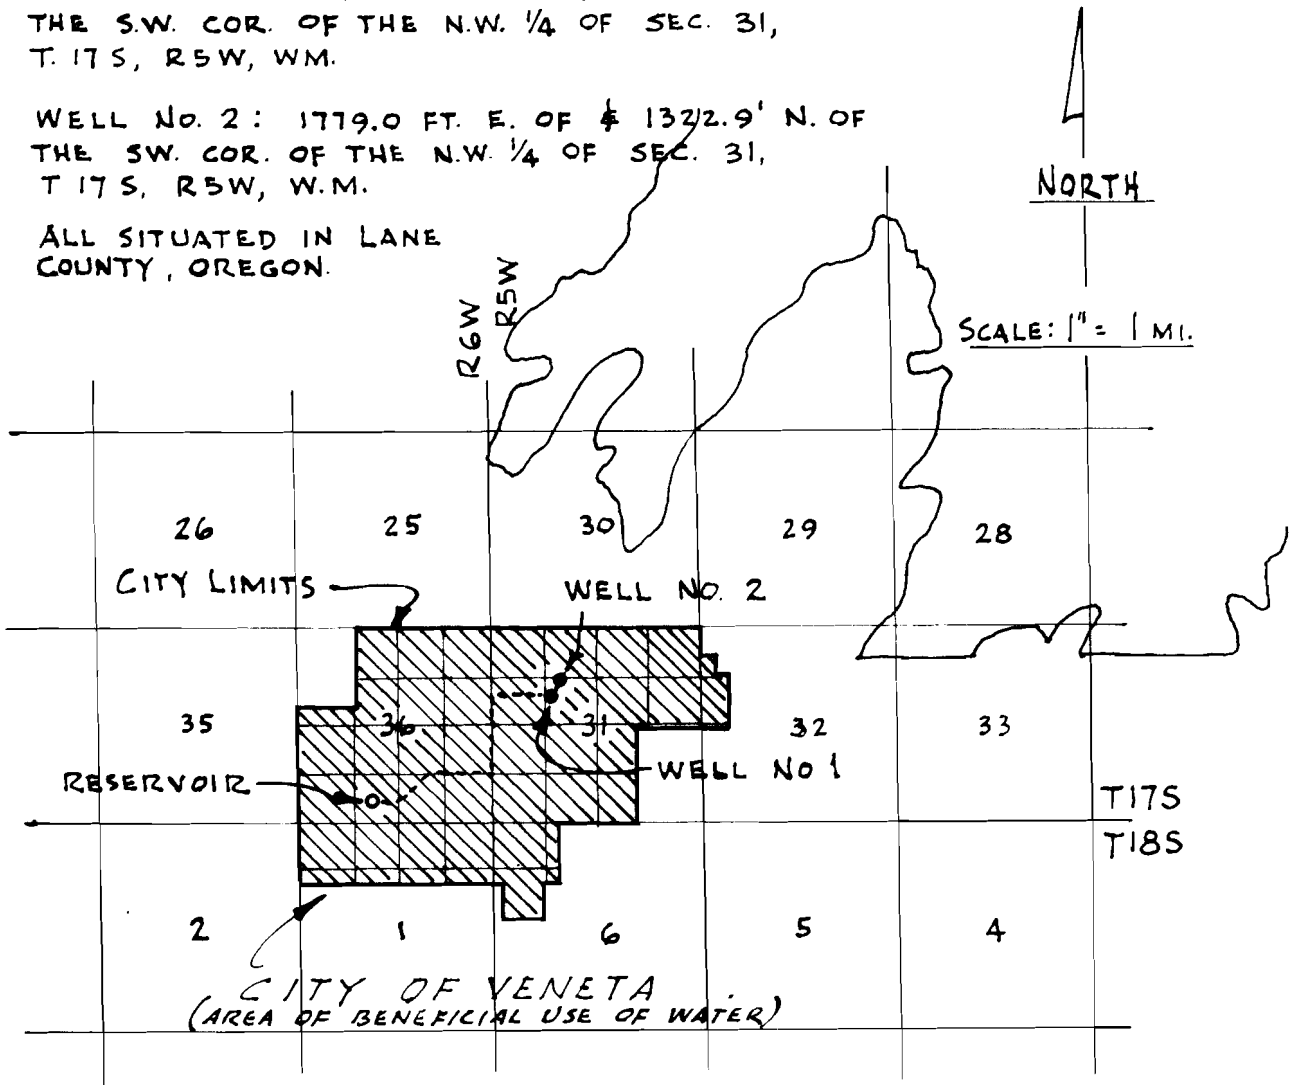 THE S.W. COR. OF THE N.W. 1/4 OF SEC. 31,
T. 17 S, R5W, WM.
WELL No. 2: 1779.0 FT. E. OF & 1322.9' N. OF
THE SW. COR. OF THE N.W. 1/4 OF SEC. 31,
T 17 S, R5W, W.M.
ALL SITUATED IN LANE
COUNTY, OREGON.
NORTH
SCALE: 1" = 1 MI.
R6W
R5W
26 25 30 29 28
CITY LIMITS
WELL NO. 2
35 36 31 32 33
RESERVOIR
WELL NO 1
T17S
T18S
2 1 6 5 4
CITY OF VENETA
(AREA OF BENEFICIAL USE OF WATER)